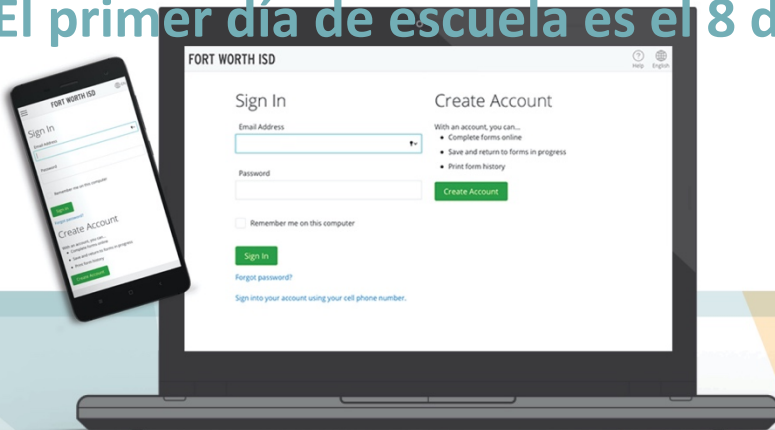 El primer día de escuela es el 8 d
FORT WORTH ISD
Help
English
Sign In
Email Address
Password
Remember me on this computer
Sign In
Forgot password?
Sign into your account using your cell phone number.
Create Account
With an account, you can...
Complete forms online
Save and return to forms in progress
Print form history
Create Account
FORT WORTH ISD
Sign In
Email Address
Password
Remember me on this computer
Sign In
Forgot password?
Create Account
With an account, you can...
Complete forms online
Save and return to forms in progress
Print form history
Create Account